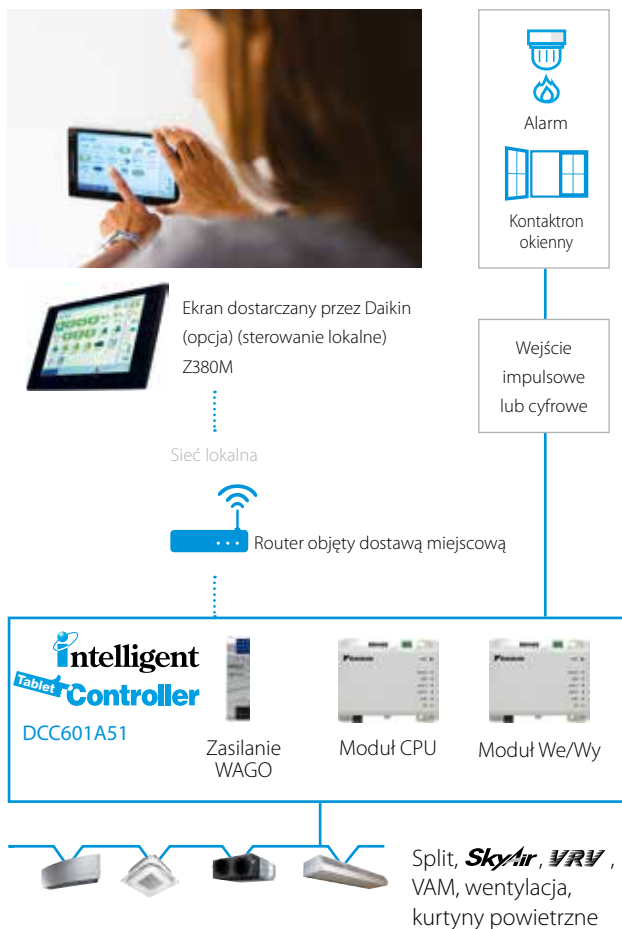 Alarm
Kontaktron
okienny
Ekran dostarczany przez Daikin
(opcja) (sterowanie lokalne)
Z380M
Wejście
impulsowe
lub cyfrowe
Sieć lokalna
Router objęty dostawą miejscową
intelligent
Tablet Controller
DCC601A51
Zasilanie
WAGO
Moduł CPU
Moduł We/Wy
Split, SkyAir, VRV ,
VAM, wentylacja,
kurtyny powietrzne